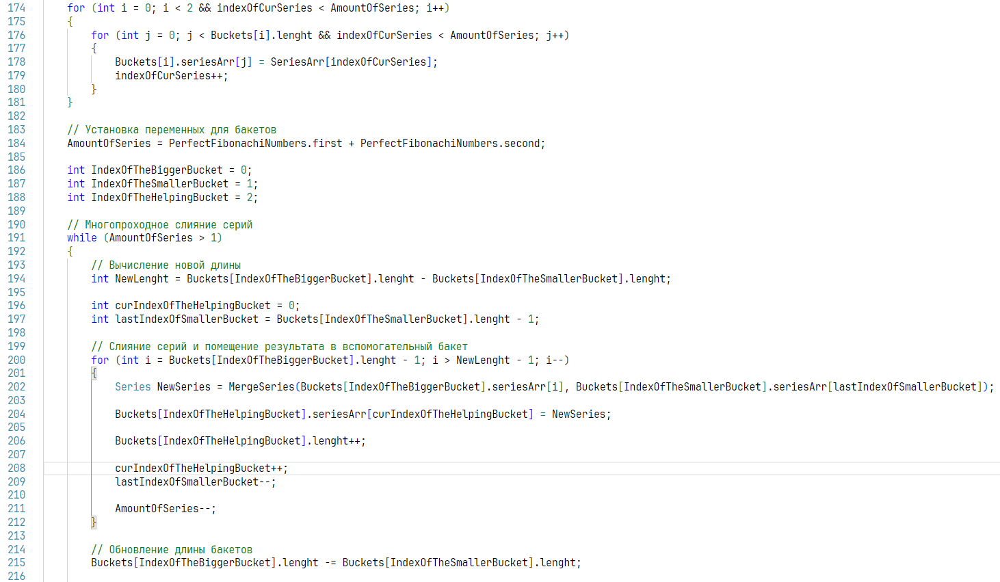 174 for (int i = 0; i < 2 && indexOfCurSeries < AmountOfSeries; i++)
175 {
176 for (int j = 0; j < Buckets[i].lenght && indexOfCurSeries < AmountOfSeries; j++)
177 {
178 Buckets[i].seriesArr[j] = SeriesArr[indexOfCurSeries];
179 indexOfCurSeries++;
180 }
181 }
182
183 // Установка переменных для бакетов
184 AmountOfSeries = PerfectFibonachiNumbers.first + PerfectFibonachiNumbers.second;
185
186 int IndexOfTheBiggerBucket = 0;
187 int IndexOfTheSmallerBucket = 1;
188 int IndexOfTheHelpingBucket = 2;
189
190 // Многопроходное слияние серий
191 while (AmountOfSeries > 1)
192 {
193 // Вычисление новой длины
194 int NewLenght = Buckets[IndexOfTheBiggerBucket].lenght - Buckets[IndexOfTheSmallerBucket].lenght;
195
196 int curIndexOfTheHelpingBucket = 0;
197 int lastIndexOfSmallerBucket = Buckets[IndexOfTheSmallerBucket].lenght - 1;
198
199 // Слияние серий и помещение результата в вспомогательный бакет
200 for (int i = Buckets[IndexOfTheBiggerBucket].lenght - 1; i > NewLenght - 1; i--)
201 {
202 Series NewSeries = MergeSeries(Buckets[IndexOfTheBiggerBucket].seriesArr[i], Buckets[IndexOfTheSmallerBucket].seriesArr[lastIndexOfSmallerBucket]);
203
204 Buckets[IndexOfTheHelpingBucket].seriesArr[curIndexOfTheHelpingBucket] = NewSeries;
205
206 Buckets[IndexOfTheHelpingBucket].lenght++;
207
208 curIndexOfTheHelpingBucket++;
209 lastIndexOfSmallerBucket--;
210
211 AmountOfSeries--;
212 }
213
214 // Обновление длины бакетов
215 Buckets[IndexOfTheBiggerBucket].lenght -= Buckets[IndexOfTheSmallerBucket].lenght;
216